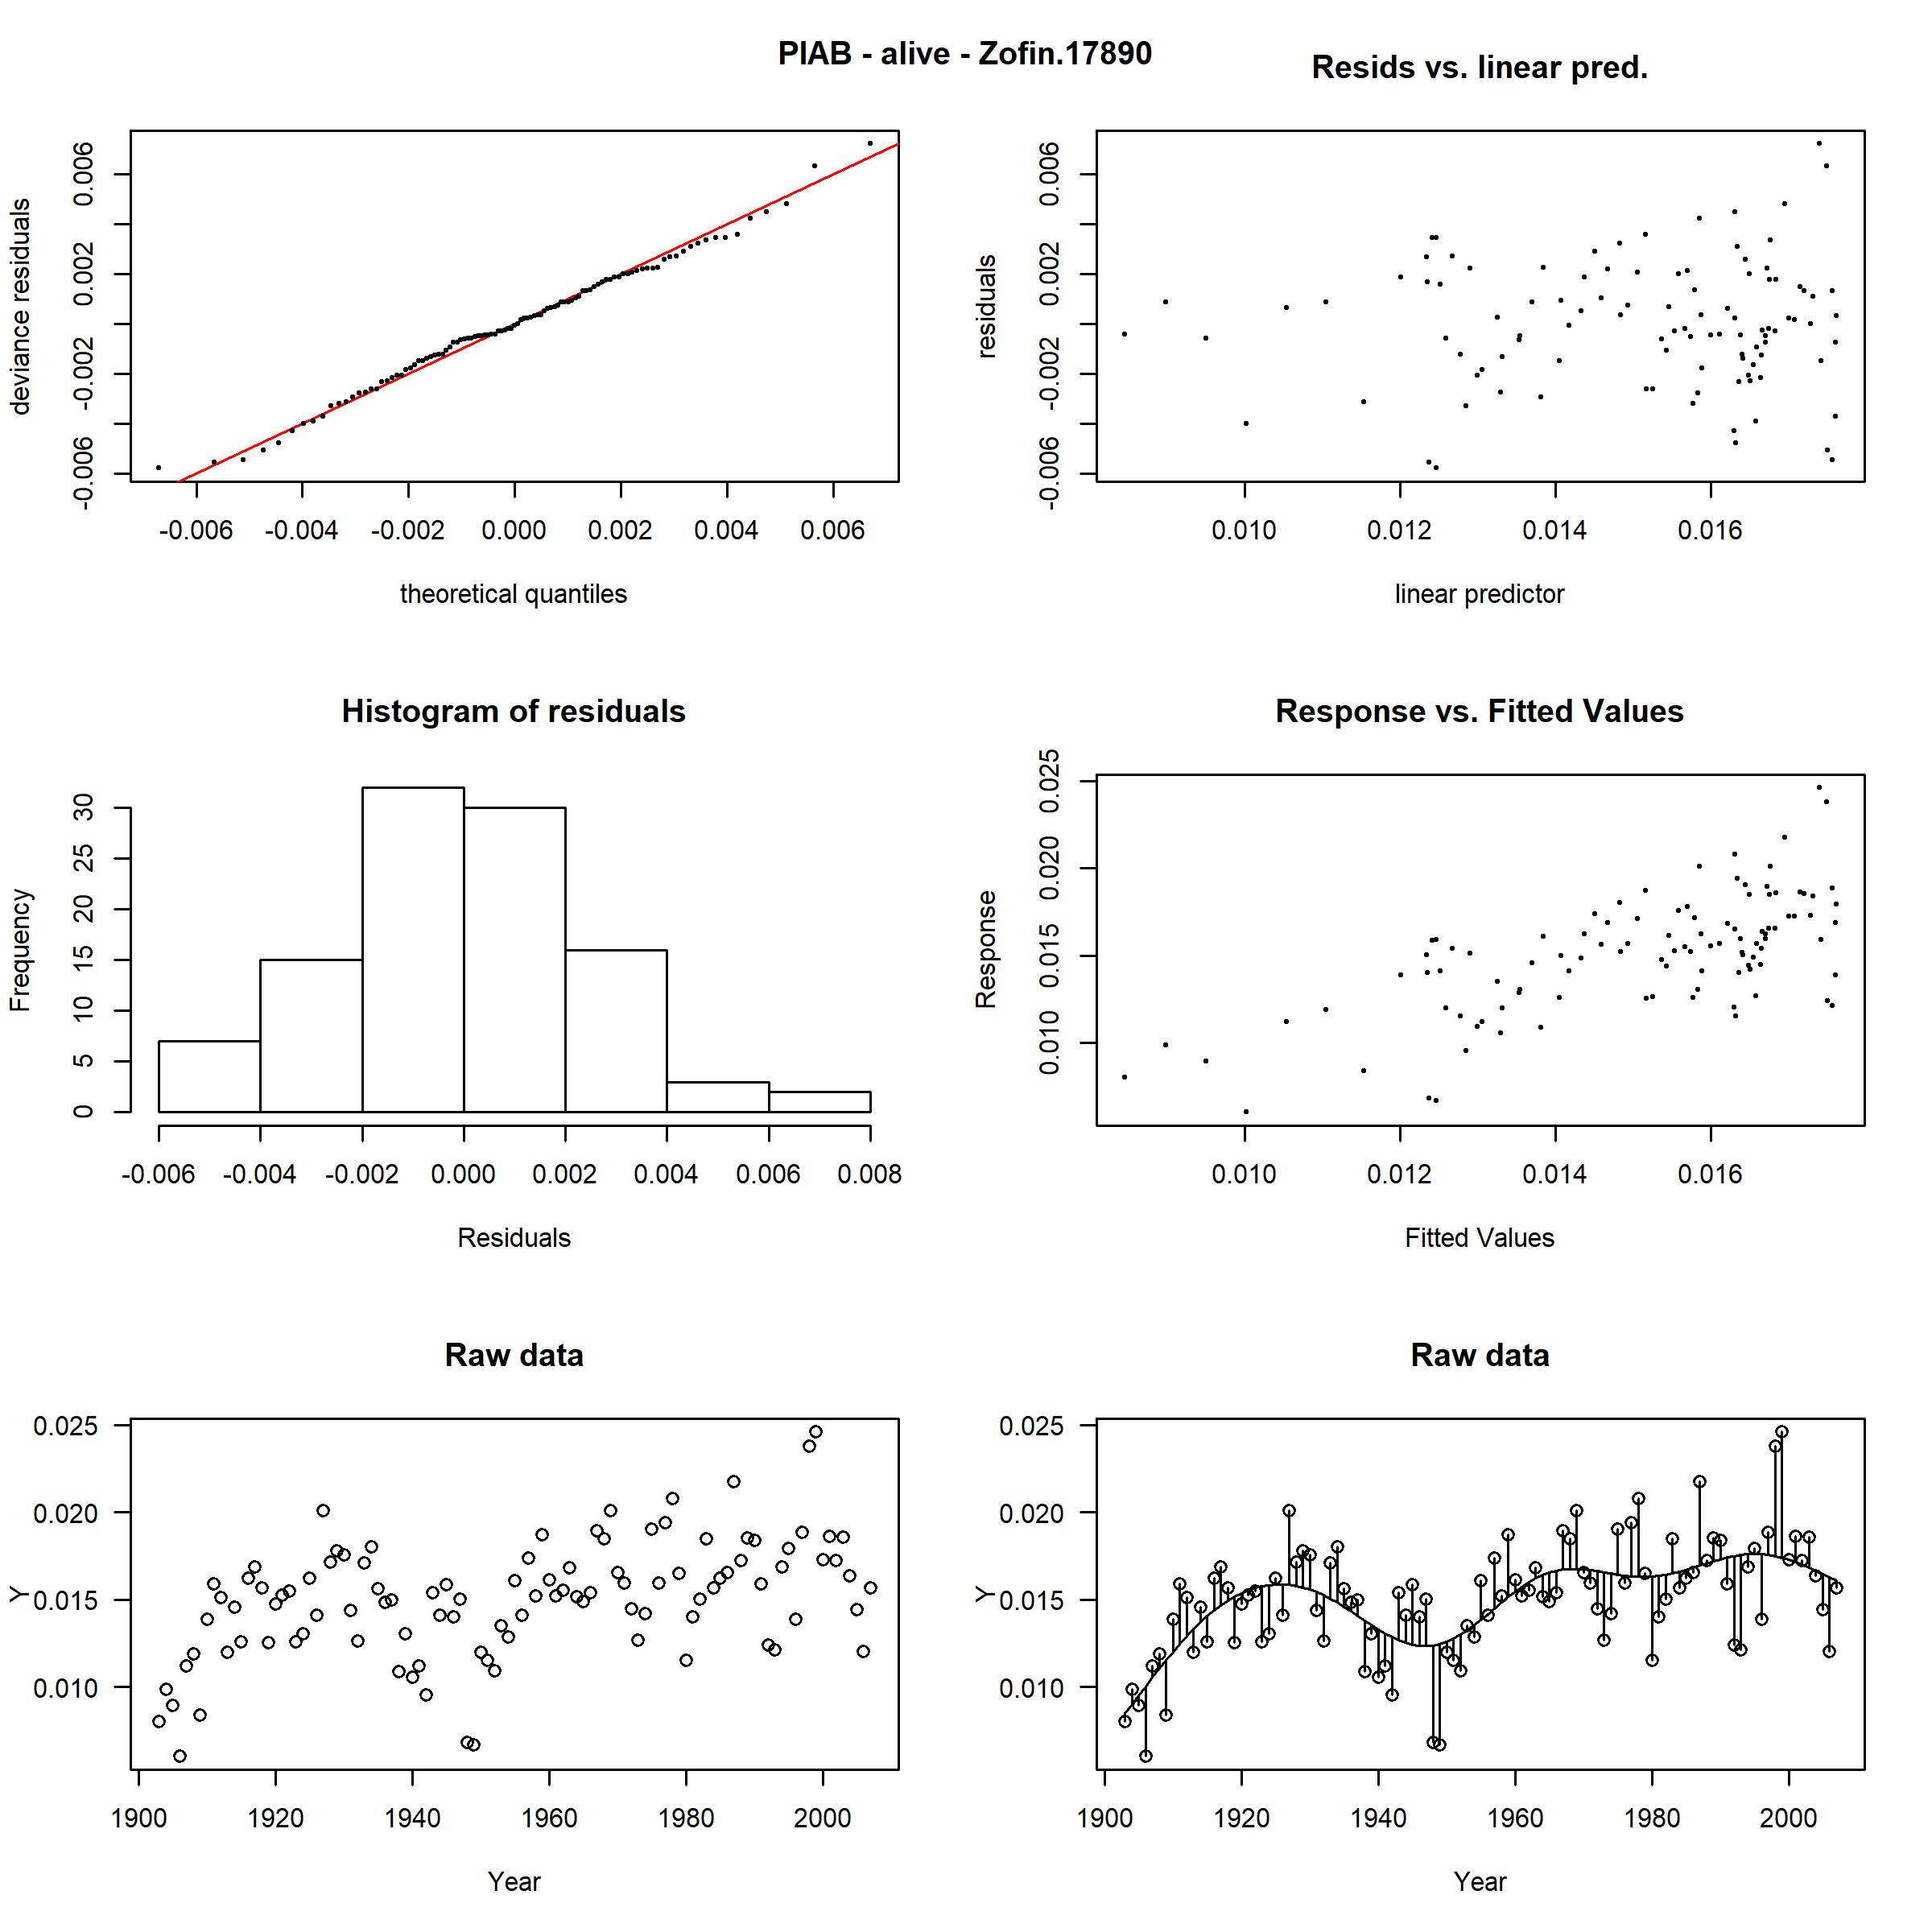 PIAB - alive - Zofin.17890
Resids vs. linear pred.
deviance residuals
0.006
0.002
-0.002
-0.006
-0.006 -0.004 -0.002 0.000 0.002 0.004 0.006
theoretical quantiles
residuals
0.006
0.002
-0.002
-0.006
0.010 0.012 0.014 0.016
linear predictor
Histogram of residuals
Frequency
30
25
20
15
10
5
0
-0.006 -0.004 -0.002 0.000 0.002 0.004 0.006 0.008
Residuals
Response vs. Fitted Values
Response
0.025
0.020
0.015
0.010
0.010 0.012 0.014 0.016
Fitted Values
Raw data
Y
0.025
0.020
0.015
0.010
1900 1920 1940 1960 1980 2000
Year
Raw data
Y
0.025
0.020
0.015
0.010
1900 1920 1940 1960 1980 2000
Year